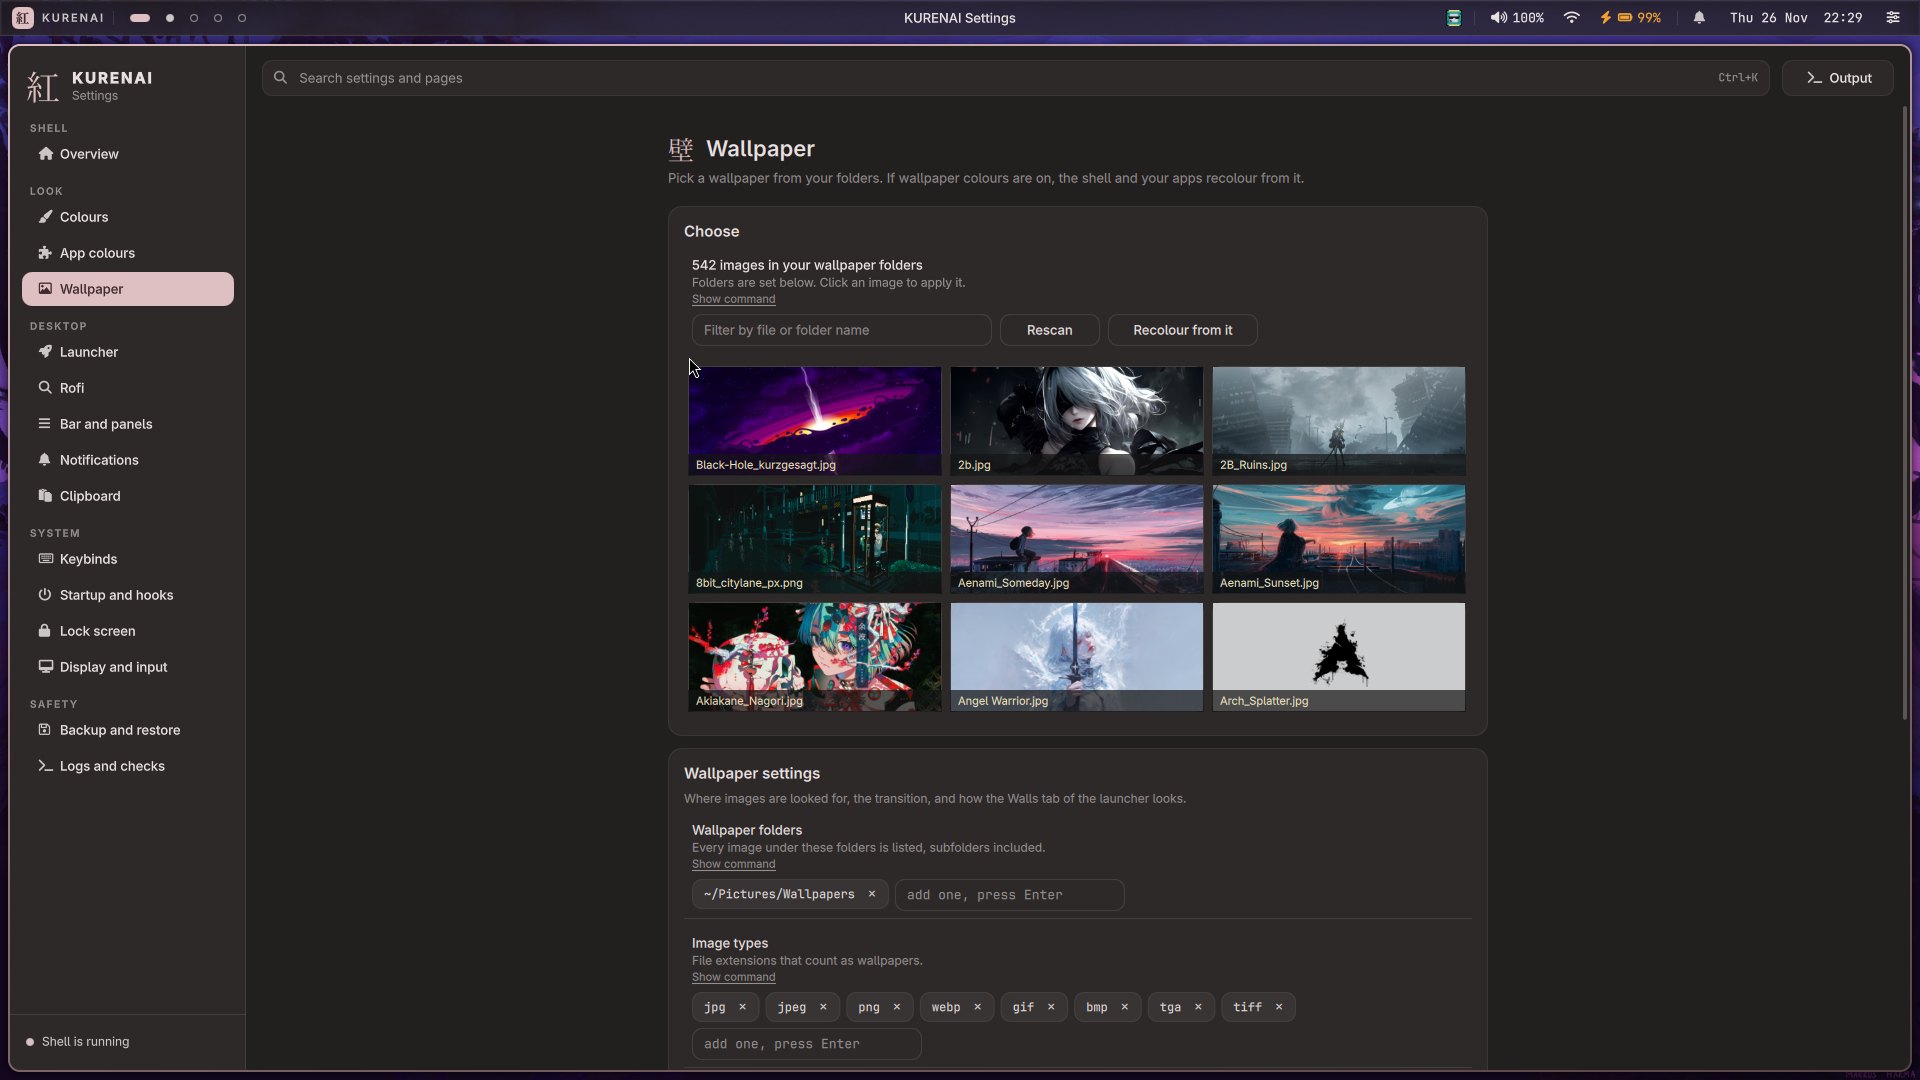 紅 KURENAI
KURENAI Settings
100%
99%
Thu 26 Nov 22:29
紅 KURENAI
Settings
SHELL
Overview
LOOK
Colours
App colours
Wallpaper
DESKTOP
Launcher
Rofi
Bar and panels
Notifications
Clipboard
SYSTEM
Keybinds
Startup and hooks
Lock screen
Display and input
SAFETY
Backup and restore
Logs and checks
Shell is running
Search settings and pages Ctrl+K
Output
壁 Wallpaper
Pick a wallpaper from your folders. If wallpaper colours are on, the shell and your apps recolour from it.
Choose
542 images in your wallpaper folders
Folders are set below. Click an image to apply it.
Show command
Filter by file or folder name Rescan Recolour from it
Black-Hole_kurzgesagt.jpg 2b.jpg 2B_Ruins.jpg
8bit_citylane_px.png Aenami_Someday.jpg Aenami_Sunset.jpg
Akiakane_Nagori.jpg Angel Warrior.jpg Arch_Splatter.jpg
Wallpaper settings
Where images are looked for, the transition, and how the Walls tab of the launcher looks.
Wallpaper folders
Every image under these folders is listed, subfolders included.
Show command
~/Pictures/Wallpapers × add one, press Enter
Image types
File extensions that count as wallpapers.
Show command
jpg × jpeg × png × webp × gif × bmp × tga × tiff ×
add one, press Enter